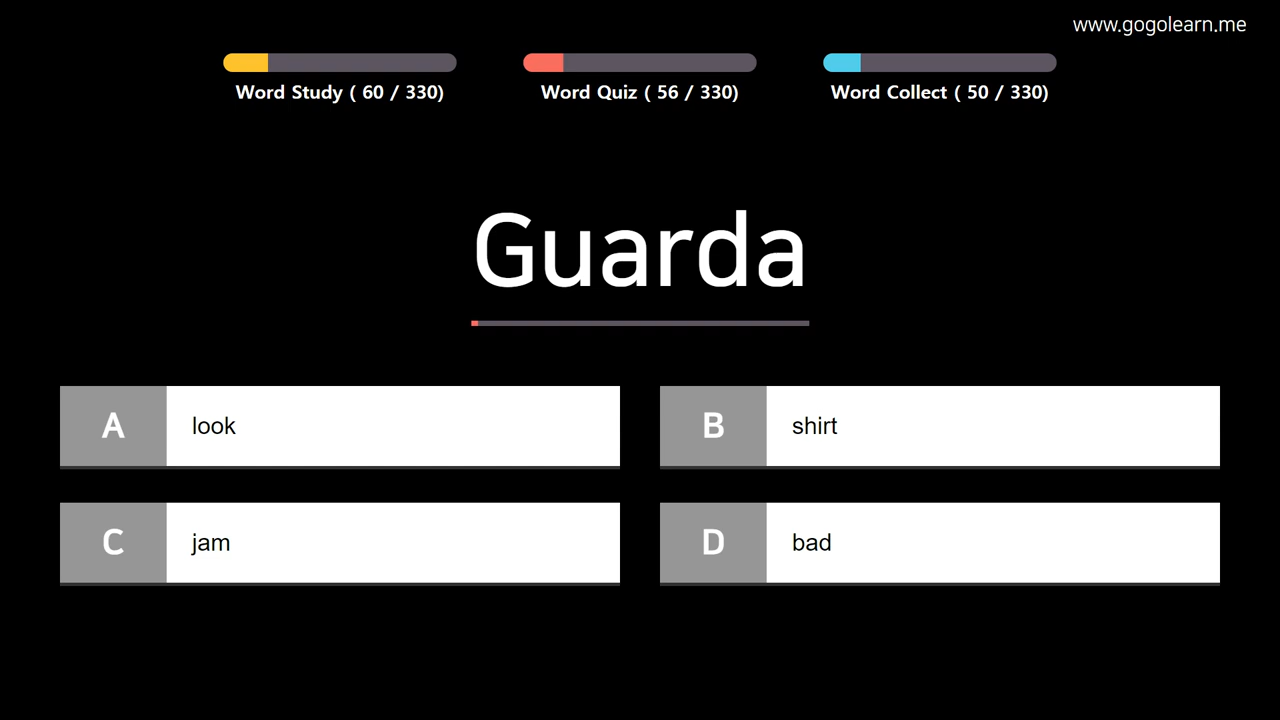 www.gogolearn.me
Word Study ( 60 / 330)
Word Quiz ( 56 / 330)
Word Collect ( 50 / 330)
Guarda
A look
B shirt
C jam
D bad